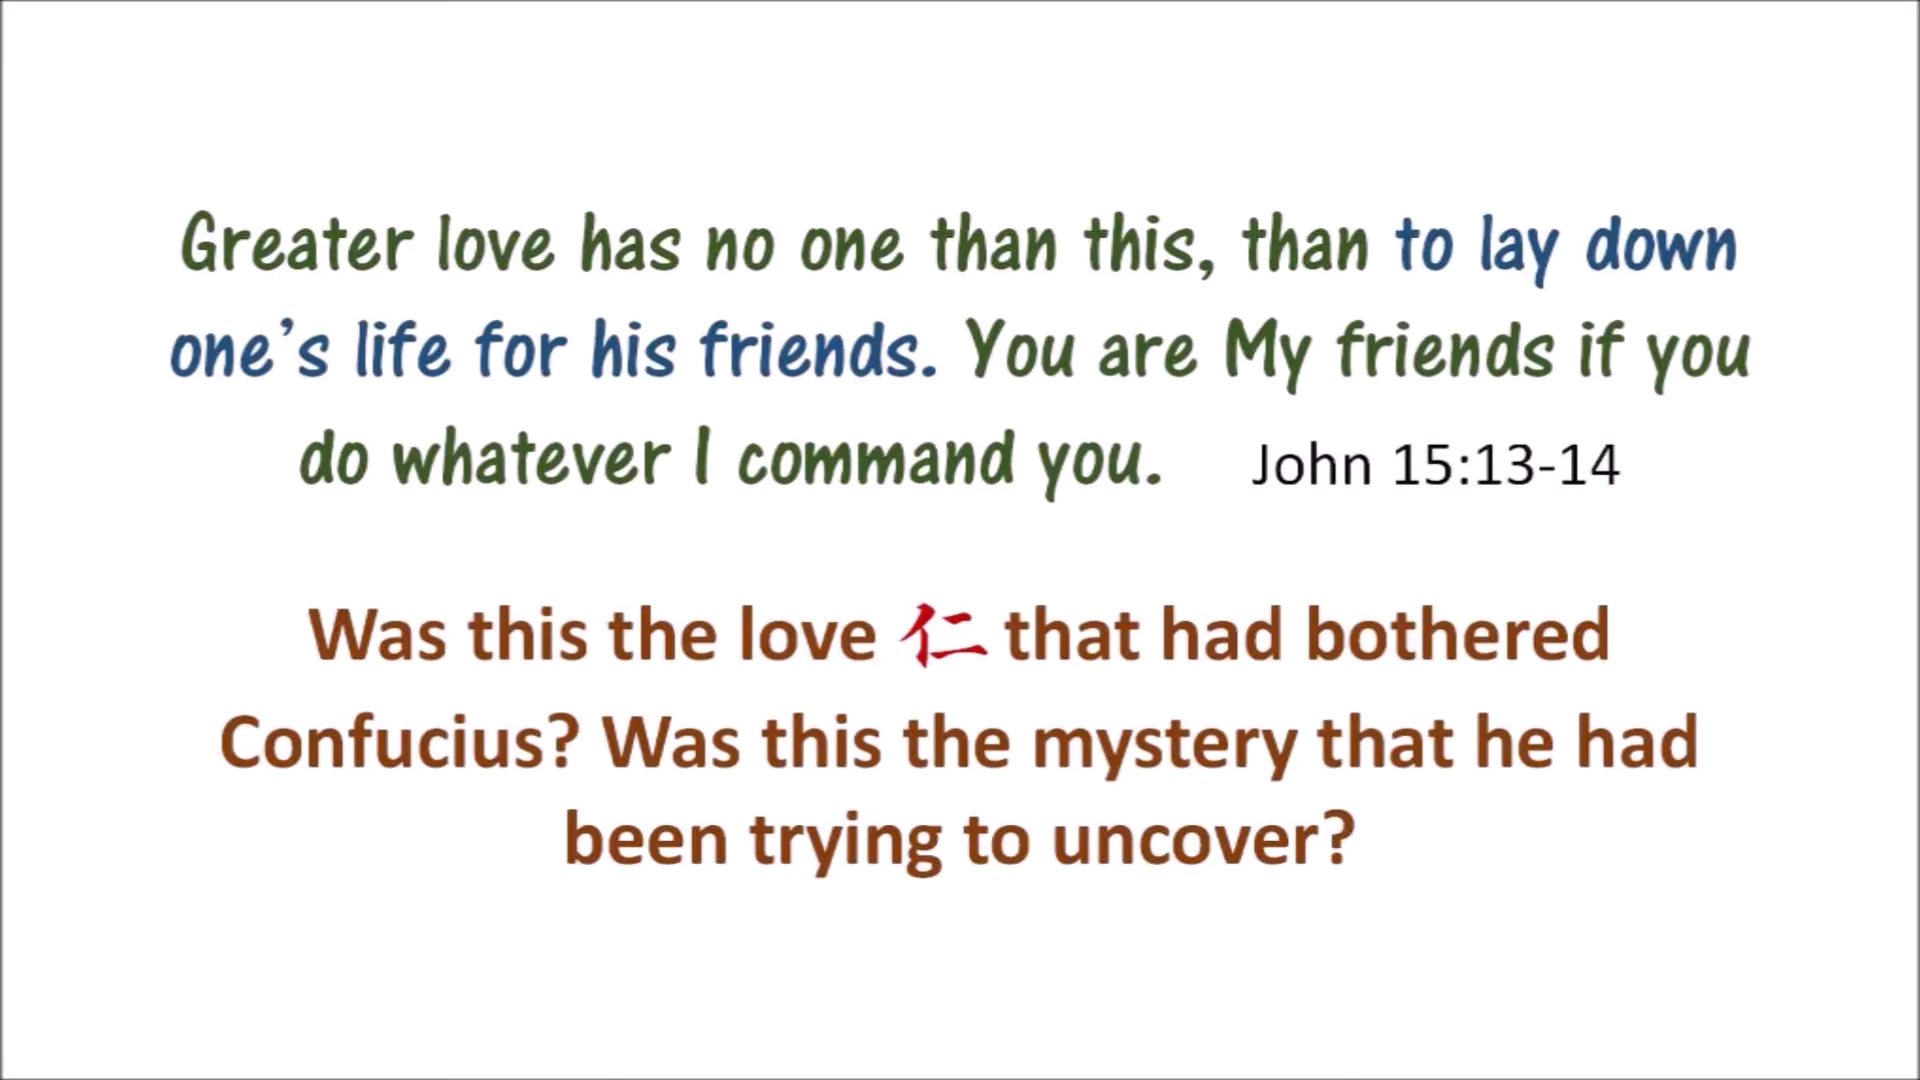 Greater love has no one than this, than to lay down
one’s life for his friends. You are My friends if you
do whatever I command you. John 15:13-14
Was this the love 仁 that had bothered
Confucius? Was this the mystery that he had
been trying to uncover?